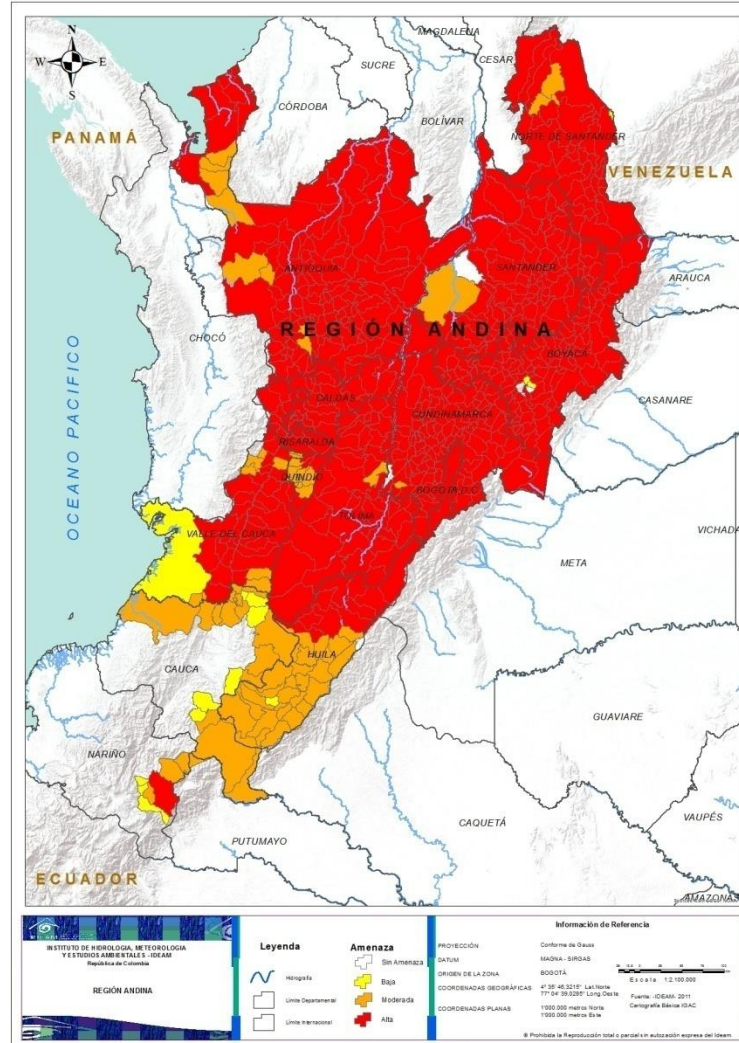 N
W E
S
MAGDALENA
CESAR
SUCRE
CÓRDOBA
BOLÍVAR
PANAMÁ
NORTE DE SANTANDER
VENEZUELA
ANTIOQUIA
SANTANDER
ARAUCA
REGIÓN ANDINA
CHOCÓ
BOYACÁ
CALDAS
CUNDINAMARCA
CASANARE
OCEANO PACIFICO
RISARALDA
QUINDIO
BOGOTÁ D.C.
TOLIMA
VALLE DEL CAUCA
VICHADA
META
CAUCA
HUILA
GUAVIARE
NARIÑO
VAUPÉS
CAQUETÁ
PUTUMAYO
ECUADOR
AMAZONAS
INSTITUTO DE HIDROLOGIA, METEOROLOGIA
Y ESTUDIOS AMBIENTALES - IDEAM
República de Colombia
REGIÓN ANDINA
Leyenda
Hidrografía
Límite Departamental
Límite Internacional
Amenaza
Sin Amenaza
Baja
Moderada
Alta
Información de Referencia
PROYECCIÓN Conforme de Gauss
DATUM MAGNA - SIRGAS
ORIGEN DE LA ZONA BOGOTÁ
COORDENADAS GEOGRÁFICAS 4° 35' 46,3215" Lat.Norte
77° 04' 39,0285" Long.Oeste
COORDENADAS PLANAS 1'000.000 metros Norte
1'000.000 metros Este
Escala 1:2.100.000
Fuente: -IDEAM- 2011
Cartografía Básica IGAC
® Prohibida la Reproducción total o parcial sin autorización expresa del Ideam